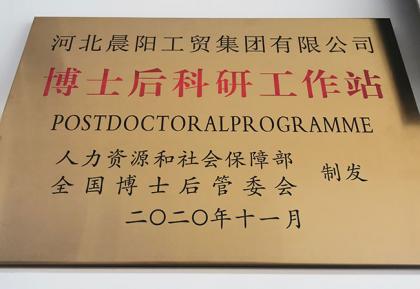 河北晨阳工贸集团有限公司
博士后科研工作站
POSTDOCTORALPROGRAMME
人力资源和社会保障部
全国博士后管委会
制发
二〇二〇年十一月